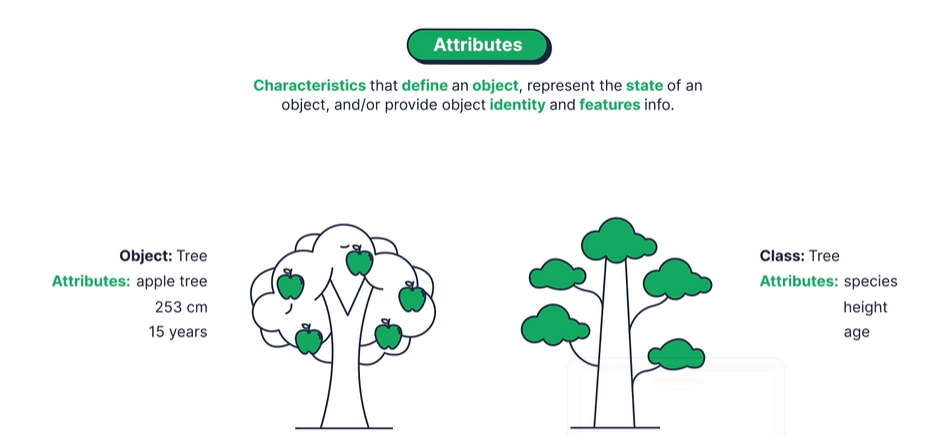 Attributes
Characteristics that define an object, represent the state of an
object, and/or provide object identity and features info.
Object: Tree
Attributes: apple tree
253 cm
15 years
Class: Tree
Attributes: species
height
age